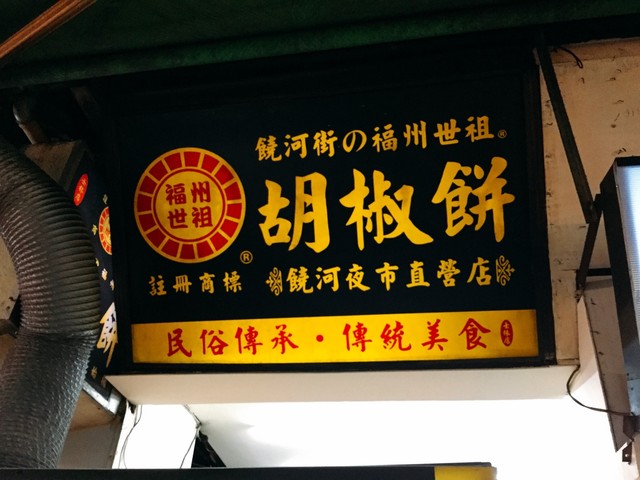 饒河街の福州世祖®
福州
世祖
®
胡椒餅
註冊商標
饒河夜市直營店
民俗傳承・傳統美食